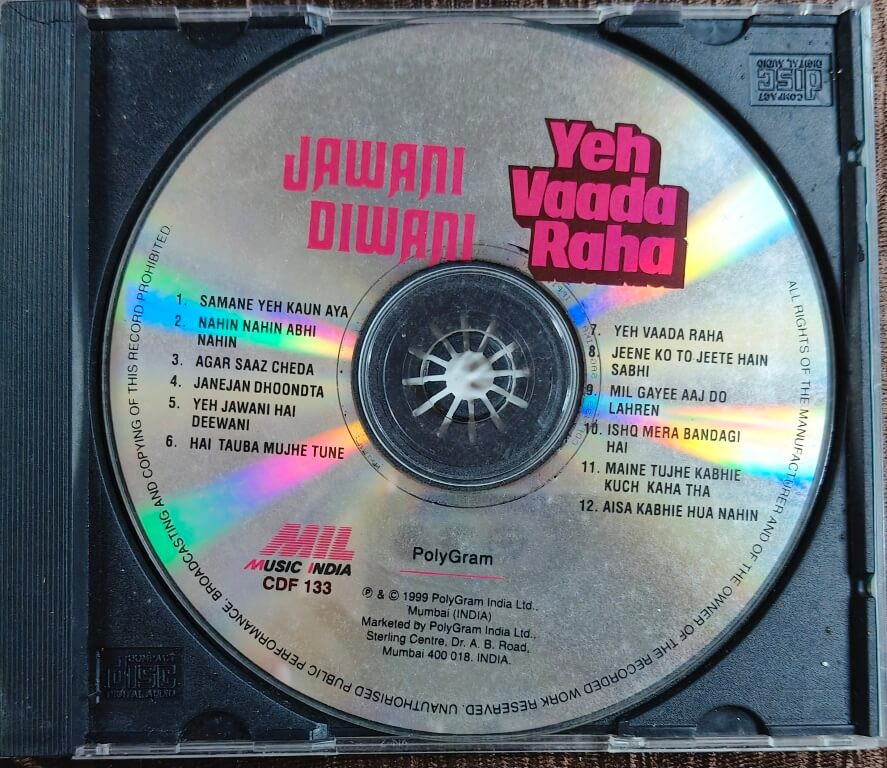 JAWANI
DIWANI
Yeh
Vaada
Raha
1. SAMANE YEH KAUN AYA
2. NAHIN NAHIN ABHI
NAHIN
3. AGAR SAAZ CHEDA
4. JANEJAN DHOONDTA
5. YEH JAWANI HAI
DEEWANI
6. HAI TAUBA MUJHE TUNE
7. YEH VAADA RAHA
8. JEENE KO TO JEETE HAIN
SABHI
9. MIL GAYEE AAJ DO
LAHREN
10. ISHQ MERA BANDAGI
HAI
11. MAINE TUJHE KABHIE
KUCH KAHA THA
12. AISA KABHIE HUA NAHIN
MIL
MUSIC INDIA
CDF 133
PolyGram
℗ & © 1999 PolyGram India Ltd.,
Mumbai (INDIA)
Marketed by PolyGram India Ltd.,
Sterling Centre, Dr. A. B. Road,
Mumbai 400 018. INDIA.
ALL RIGHTS OF THE MANUFACTURER AND OF THE OWNER OF THE RECORDED WORK RESERVED. UNAUTHORISED PUBLIC PERFORMANCE, BROADCASTING AND COPYING OF THIS RECORD PROHIBITED.
COMPACT
disc
DIGITAL AUDIO
COMPACT
disc
DIGITAL AUDIO